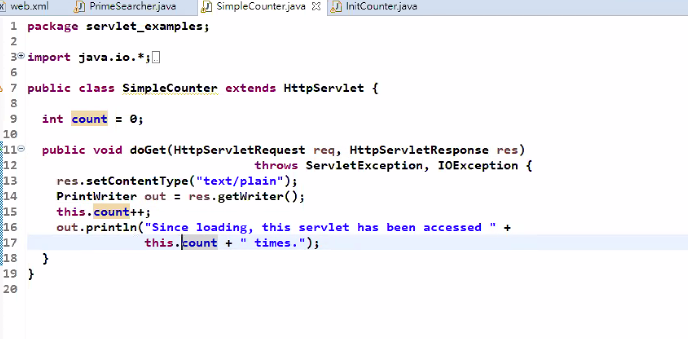 web.xml PrimeSearcher.java SimpleCounter.java InitCounter.java
1 package servlet_examples;
2
3 import java.io.*;
6
7 public class SimpleCounter extends HttpServlet {
8
9 int count = 0;
10
11 public void doGet(HttpServletRequest req, HttpServletResponse res)
12 throws ServletException, IOException {
13 res.setContentType("text/plain");
14 PrintWriter out = res.getWriter();
15 this.count++;
16 out.println("Since loading, this servlet has been accessed " +
17 this.count + " times.");
18 }
19 }
20